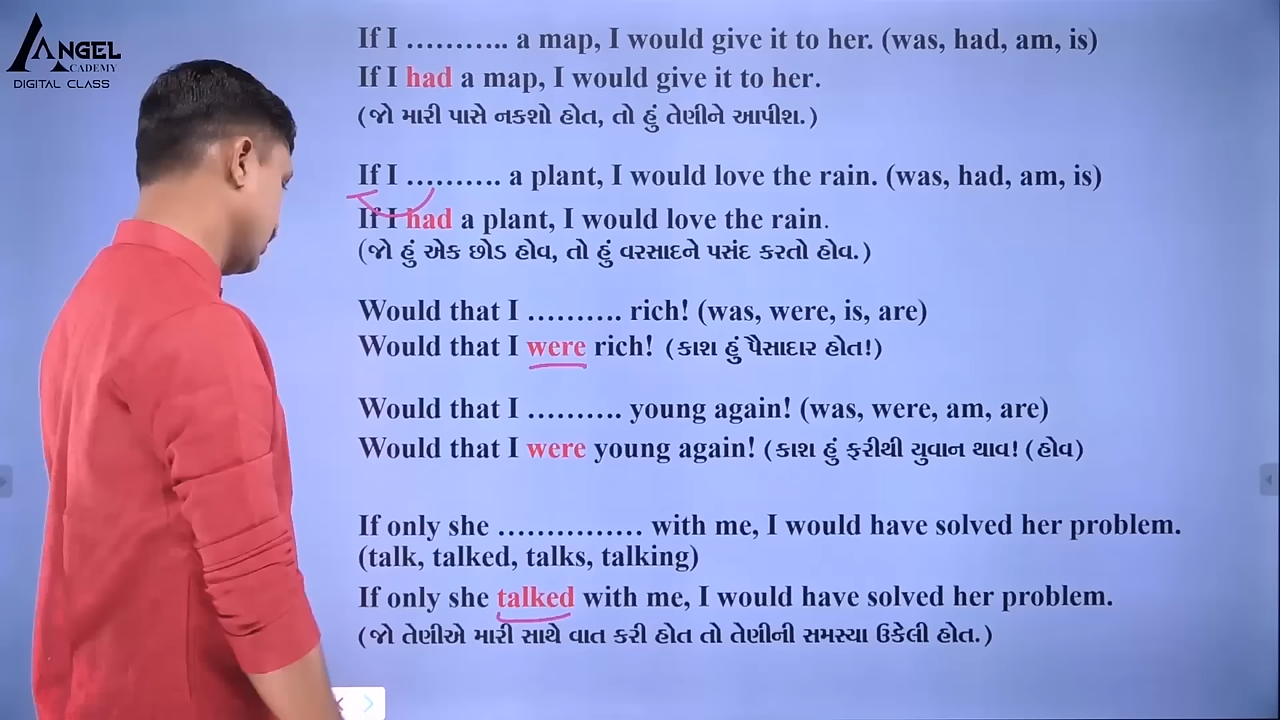 ANGEL
ACADEMY
DIGITAL CLASS
If I ……….. a map, I would give it to her. (was, had, am, is)
If I had a map, I would give it to her.
(જો મારી પાસે નકશો હોત, તો હું તેણીને આપીશ.)
If I ………. a plant, I would love the rain. (was, had, am, is)
If I had a plant, I would love the rain.
(જો હું એક છોડ હોવ, તો હું વરસાદને પસંદ કરતો હોવ.)
Would that I ………. rich! (was, were, is, are)
Would that I were rich! (કાશ હું પૈસાદાર હોત!)
Would that I ………. young again! (was, were, am, are)
Would that I were young again! (કાશ હું ફરીથી યુવાન થાવ! (હોવ)
If only she …………… with me, I would have solved her problem.
(talk, talked, talks, talking)
If only she talked with me, I would have solved her problem.
(જો તેણીએ મારી સાથે વાત કરી હોત તો તેણીની સમસ્યા ઉકેલી હોત.)